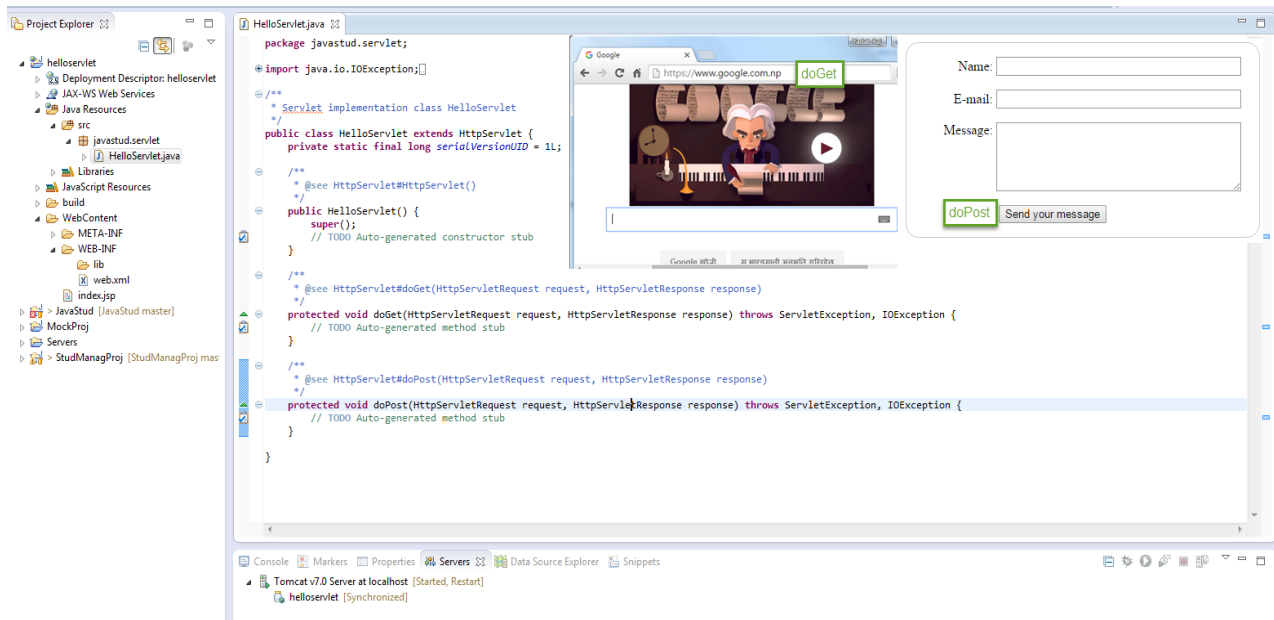 Project Explorer
helloservlet
Deployment Descriptor: helloservlet
JAX-WS Web Services
Java Resources
src
javastud.servlet
HelloServlet.java
Libraries
JavaScript Resources
build
WebContent
META-INF
WEB-INF
lib
web.xml
index.jsp
> JavaStud [JavaStud master]
MockProj
Servers
> StudManagProj [StudManagProj mas
HelloServlet.java
package javastud.servlet;
import java.io.IOException;
/**
* Servlet implementation class HelloServlet
*/
public class HelloServlet extends HttpServlet {
private static final long serialVersionUID = 1L;
/**
* @see HttpServlet#HttpServlet()
*/
public HelloServlet() {
super();
// TODO Auto-generated constructor stub
}
/**
* @see HttpServlet#doGet(HttpServletRequest request, HttpServletResponse response)
*/
protected void doGet(HttpServletRequest request, HttpServletResponse response) throws ServletException, IOException {
// TODO Auto-generated method stub
}
/**
* @see HttpServlet#doPost(HttpServletRequest request, HttpServletResponse response)
*/
protected void doPost(HttpServletRequest request, HttpServletResponse response) throws ServletException, IOException {
// TODO Auto-generated method stub
}
}
Google
https://www.google.com.np
doGet
GOOGLE
Google खोजी
Name:
E-mail:
Message:
doPost
Send your message
Console Markers Properties Servers Data Source Explorer Snippets
Tomcat v7.0 Server at localhost [Started, Restart]
helloservlet [Synchronized]